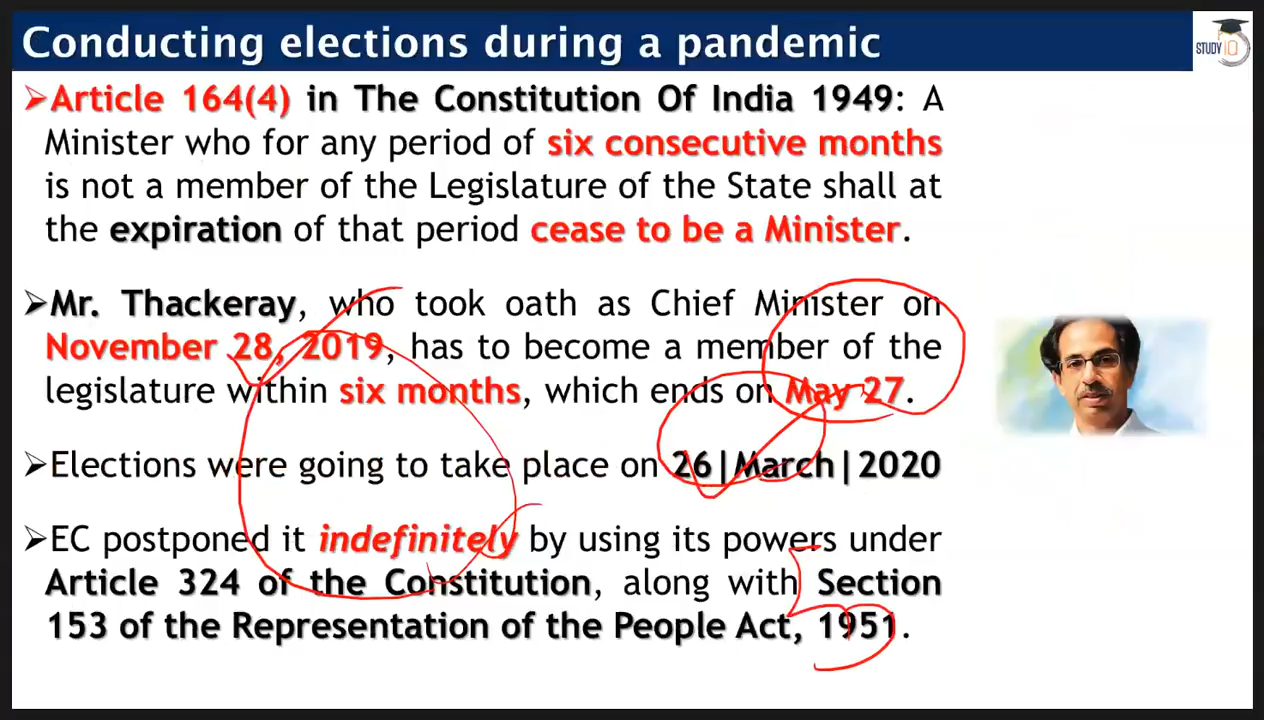 Conducting elections during a pandemic
STUDY IQ
➢Article 164(4) in The Constitution Of India 1949: A
Minister who for any period of six consecutive months
is not a member of the Legislature of the State shall at
the expiration of that period cease to be a Minister.
➢Mr. Thackeray, who took oath as Chief Minister on
November 28, 2019, has to become a member of the
legislature within six months, which ends on May 27.
➢Elections were going to take place on 26|March|2020
➢EC postponed it indefinitely by using its powers under
Article 324 of the Constitution, along with Section
153 of the Representation of the People Act, 1951.